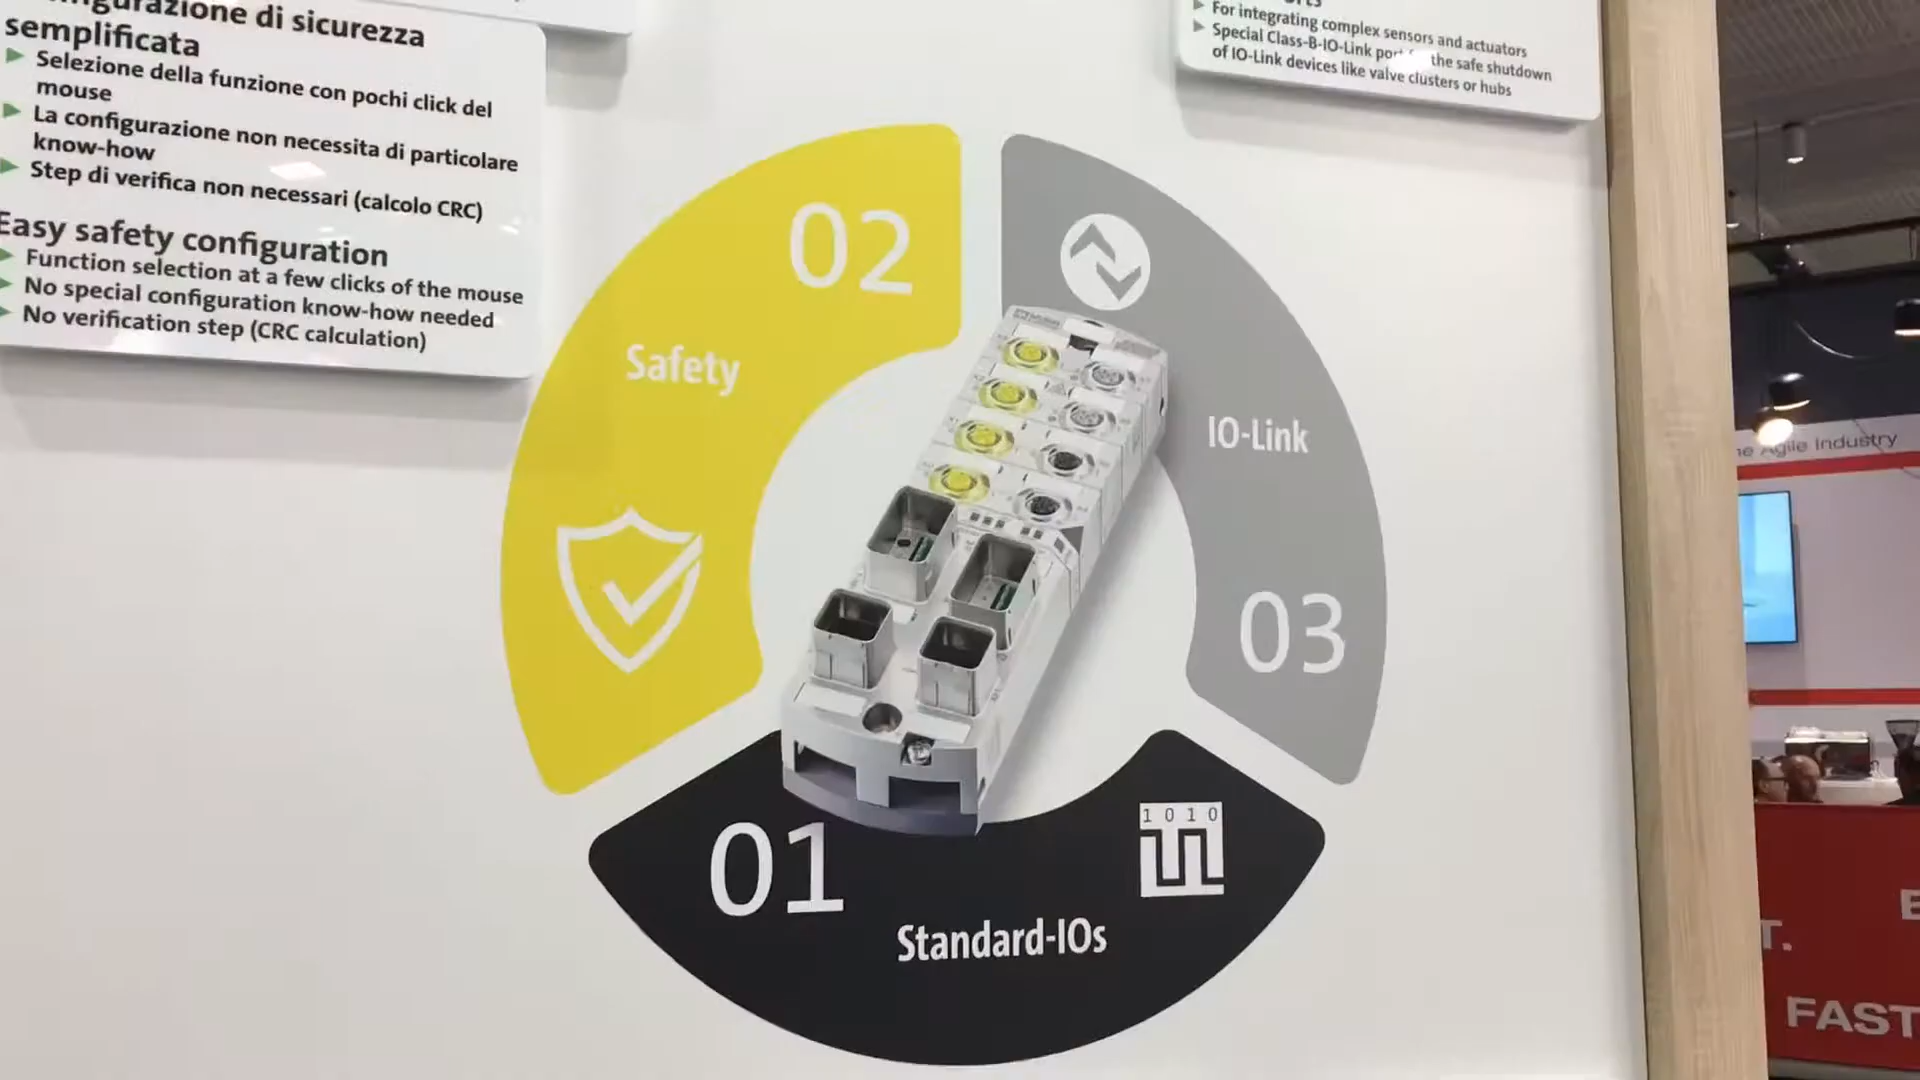 di sicurezza
semplificata
Selezione della funzione con pochi click del
mouse
La configurazione non necessita di particolare
know-how
Step di verifica non necessari (calcolo CRC)
Easy safety configuration
Function selection at a few clicks of the mouse
No special configuration know-how needed
No verification step (CRC calculation)
For integrating complex sensors and actuators
Special Class-B-IO-Link the safe shutdown
of IO-Link devices like valve clusters or hubs
02
Safety
IO-Link
03
01
1010
Standard-IOs
Agile Industry
FAST